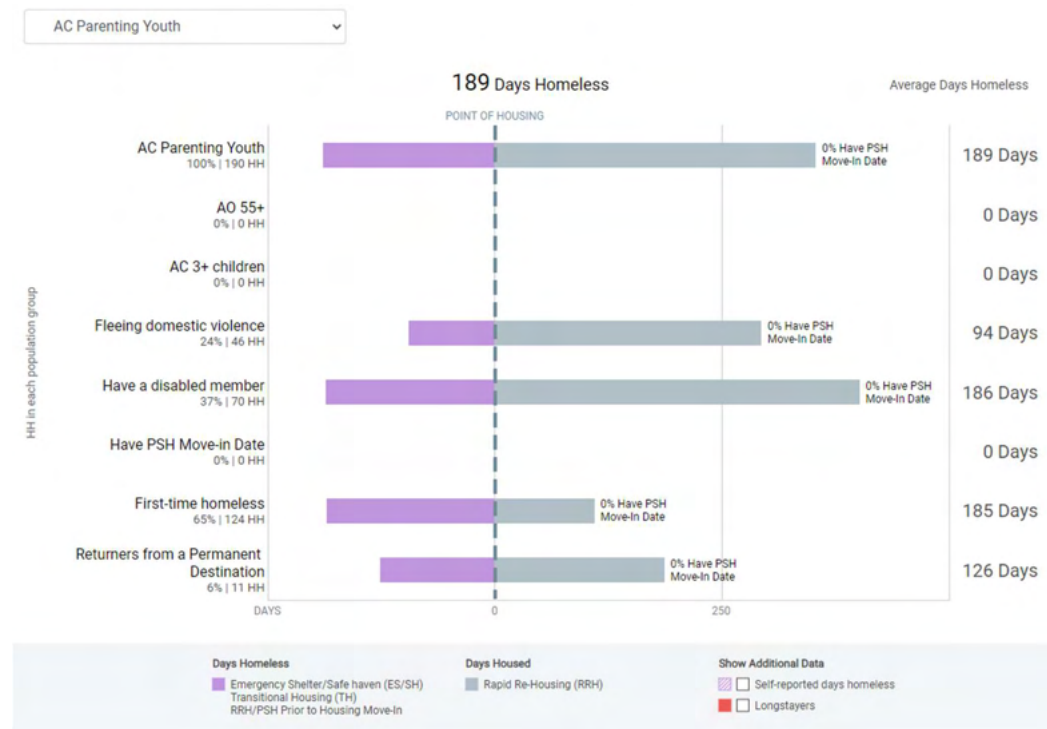 AC Parenting Youth
189 Days Homeless
Average Days Homeless
POINT OF HOUSING
HH in each population group
AC Parenting Youth
100% | 190 HH
0% Have PSH
Move-In Date
189 Days
AO 55+
0% | 0 HH
0 Days
AC 3+ children
0% | 0 HH
0 Days
Fleeing domestic violence
24% | 46 HH
0% Have PSH
Move-In Date
94 Days
Have a disabled member
37% | 70 HH
0% Have PSH
Move-In Date
186 Days
Have PSH Move-in Date
0% | 0 HH
0 Days
First-time homeless
65% | 124 HH
0% Have PSH
Move-In Date
185 Days
Returners from a Permanent
Destination
6% | 11 HH
0% Have PSH
Move-In Date
126 Days
DAYS
0
250
Days Homeless
Emergency Shelter/Safe haven (ES/SH)
Transitional Housing (TH)
RRH/PSH Prior to Housing Move-In
Days Housed
Rapid Re-Housing (RRH)
Show Additional Data
Self-reported days homeless
Longstayers